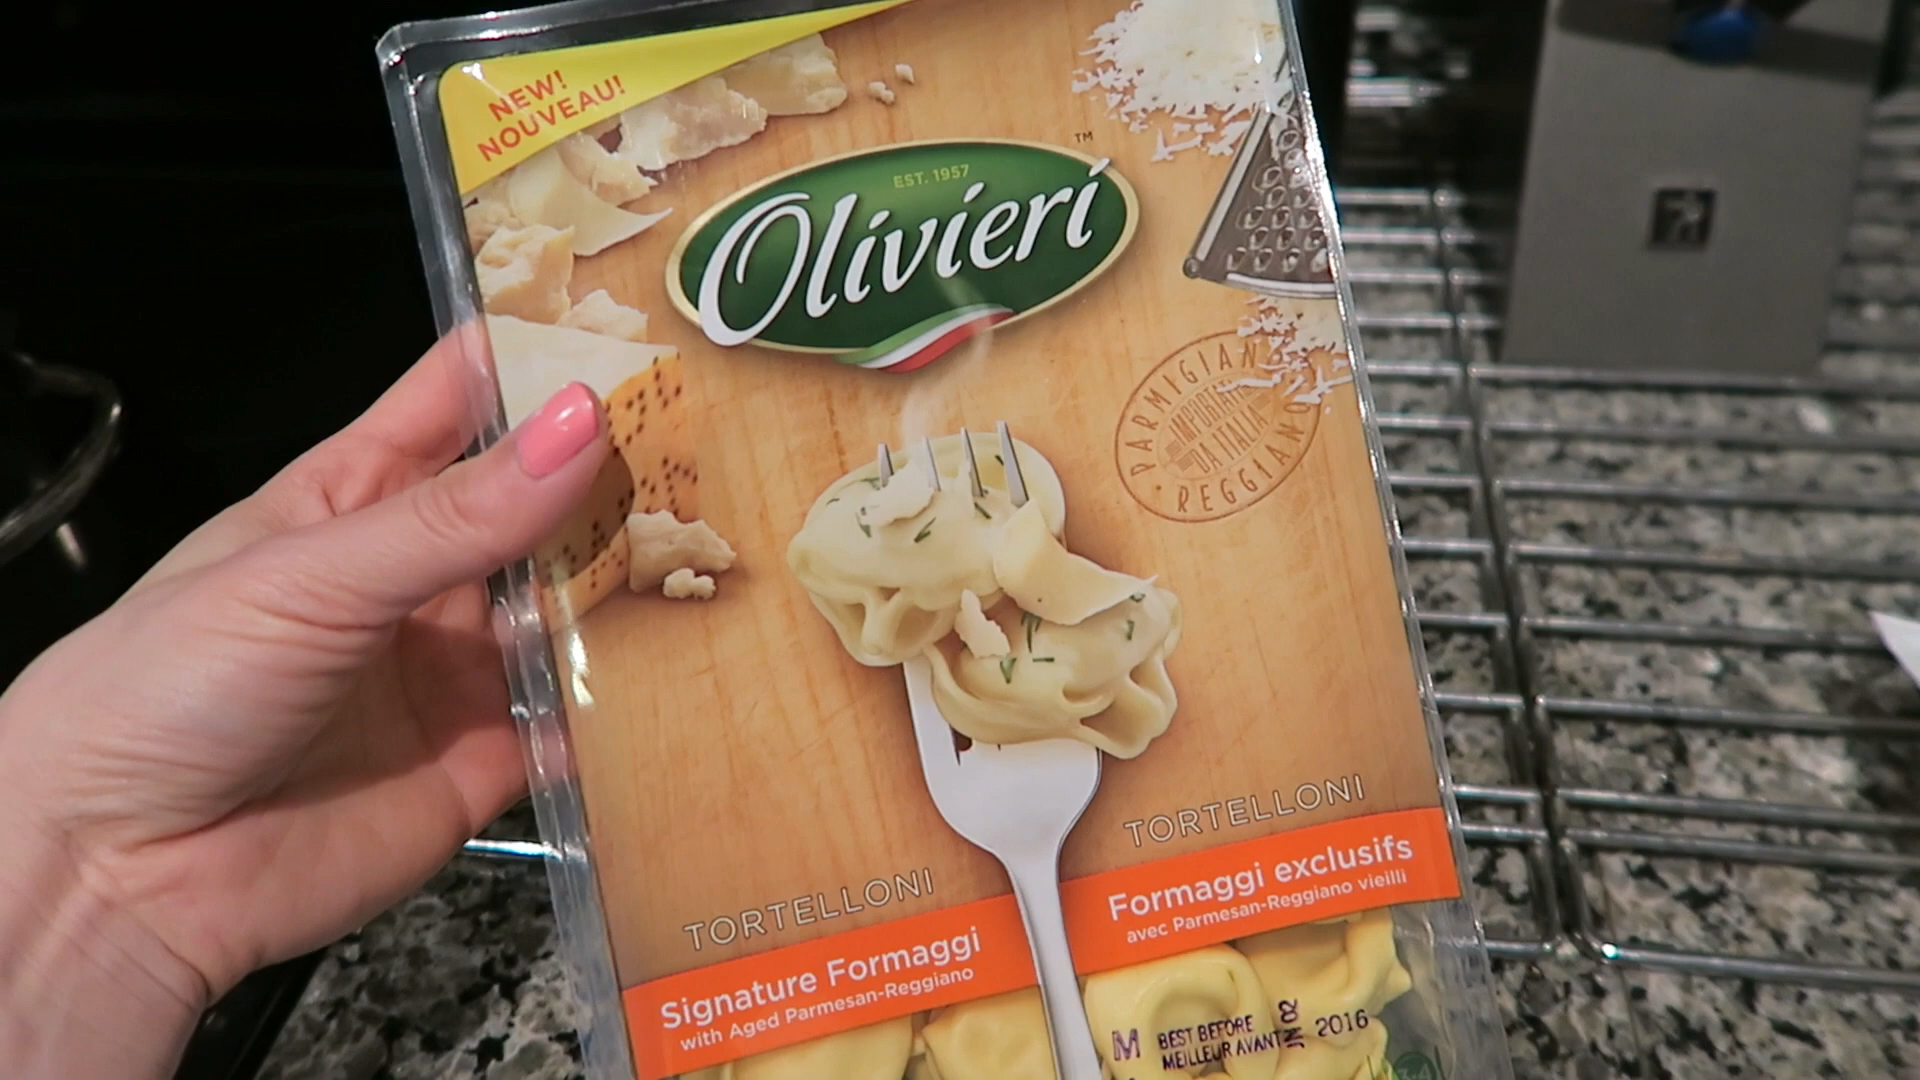 NEW!
NOUVEAU!
EST. 1957
Olivieri
TM
PARMIGIANO
IMPORTATO
DA ITALIA
REGGIANO
TORTELLONI
Signature Formaggi
with Aged Parmesan-Reggiano
TORTELLONI
Formaggi exclusifs
avec Parmesan-Reggiano vieilli
M
BEST BEFORE
MEILLEUR AVANT
8
2016